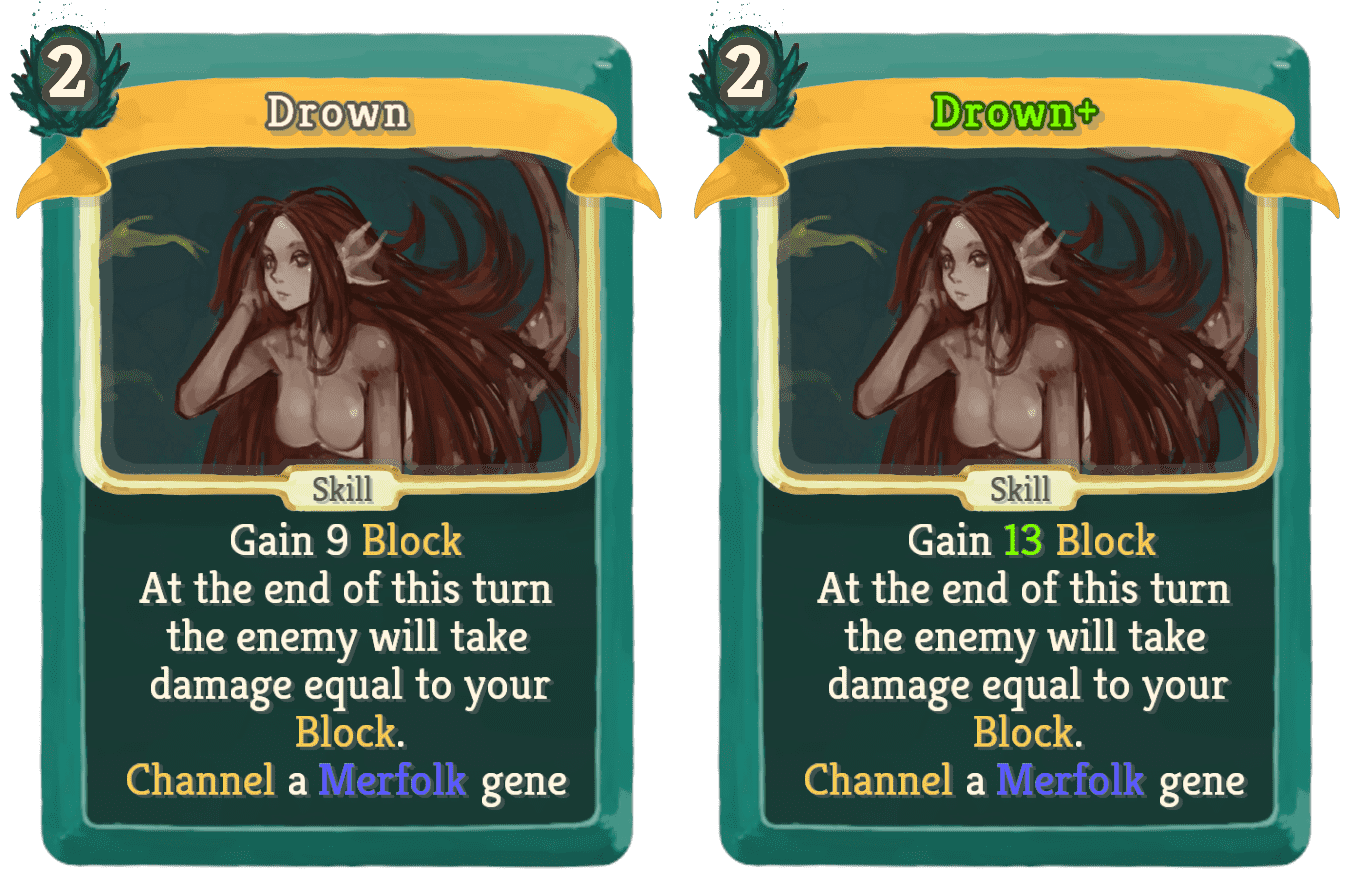 2
Drown
Skill
Gain 9 Block
At the end of this turn
the enemy will take
damage equal to your
Block.
Channel a Merfolk gene
2
Drown+
Skill
Gain 13 Block
At the end of this turn
the enemy will take
damage equal to your
Block.
Channel a Merfolk gene